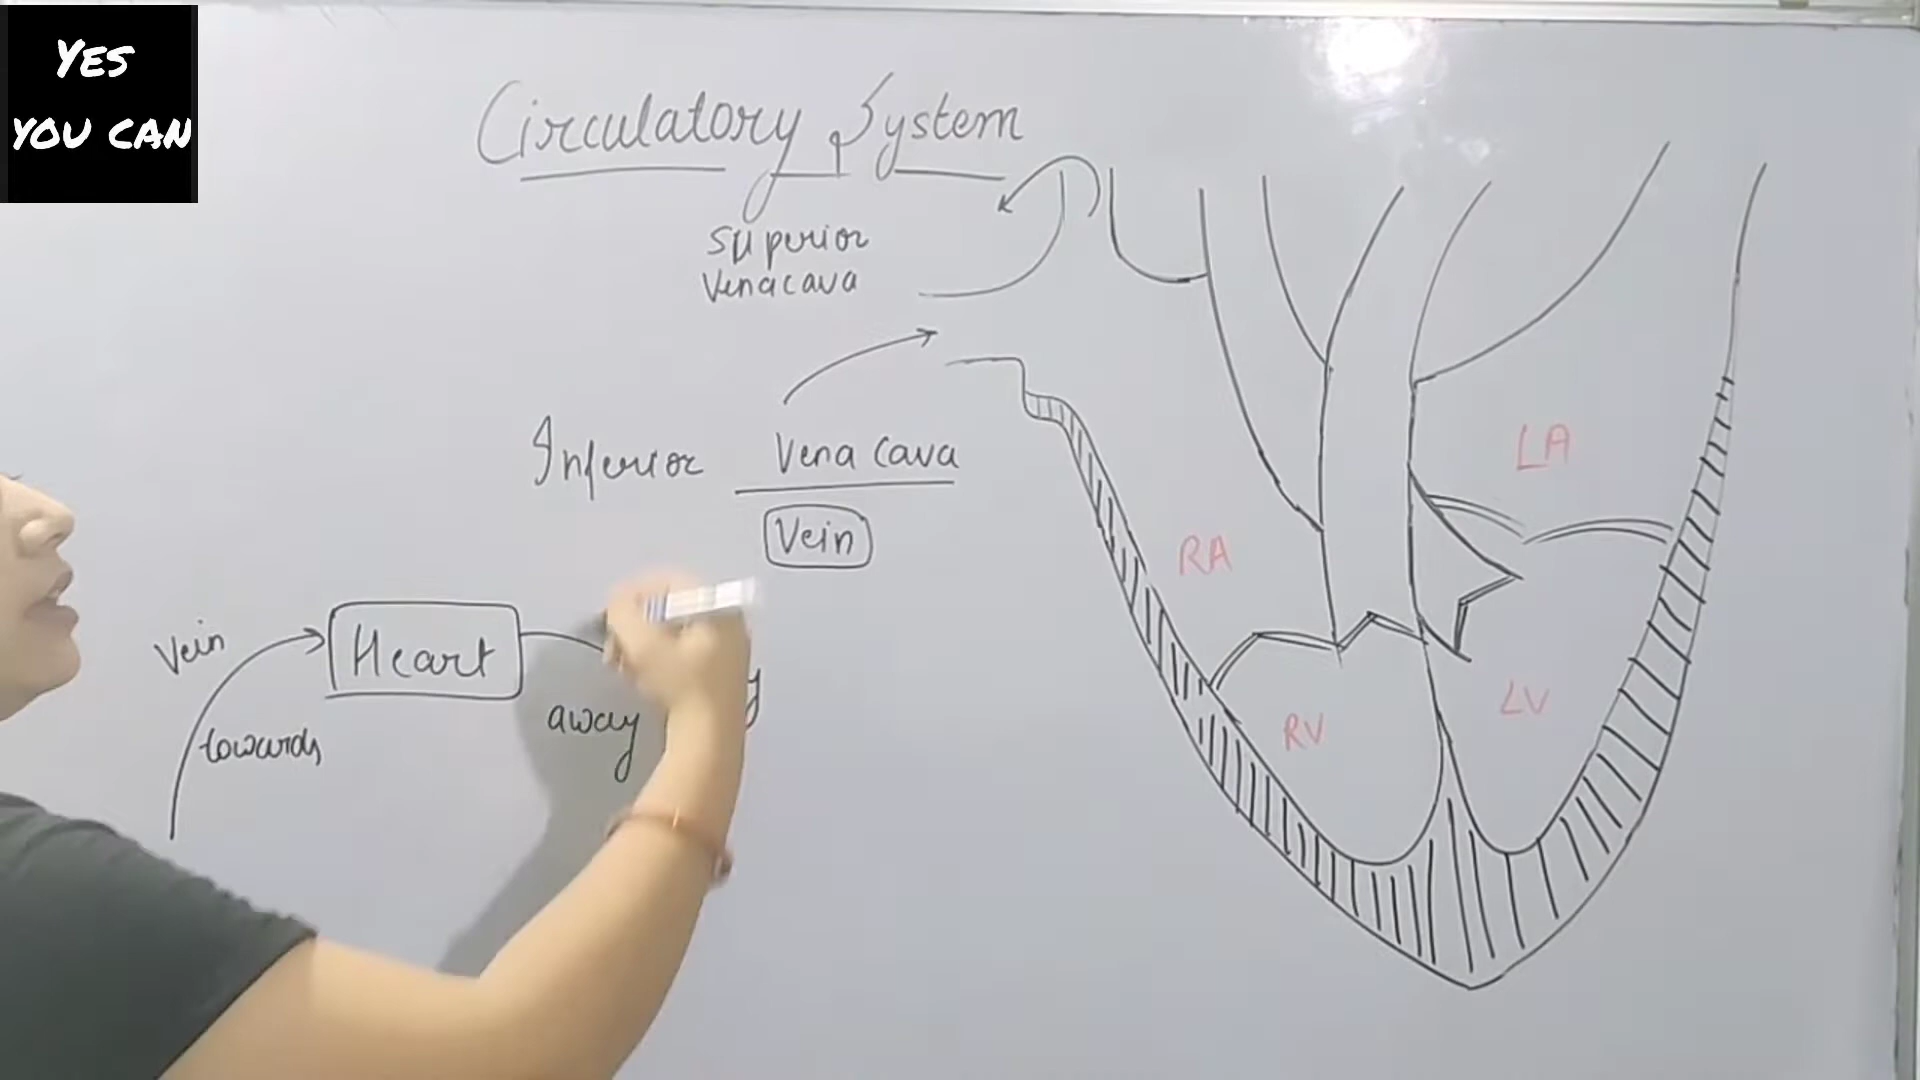 YES
YOU CAN
Circulatory System
Superior
Venacava
Inferior Vena Cava
Vein
Vein
Heart
towards
away
LA
RA
LV
RV